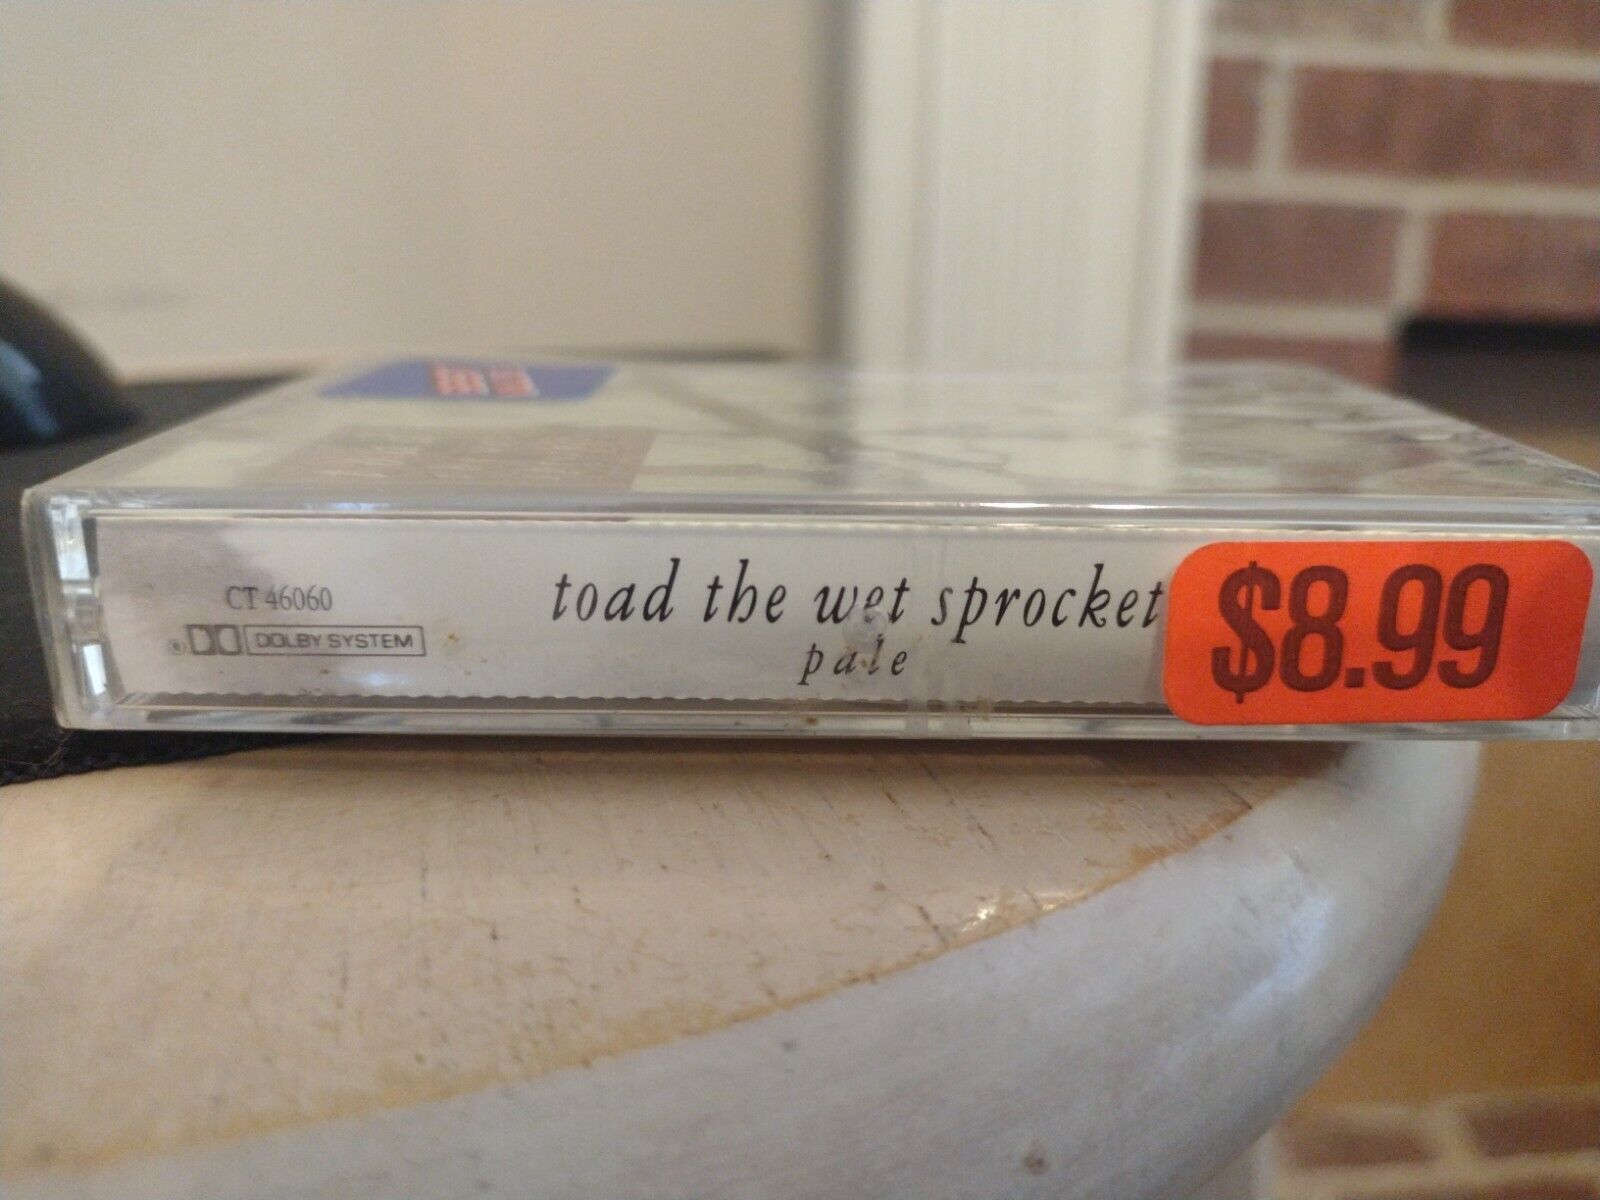 CT 46060
® DOLBY SYSTEM
toad the wet sprocket
pale
$8.99